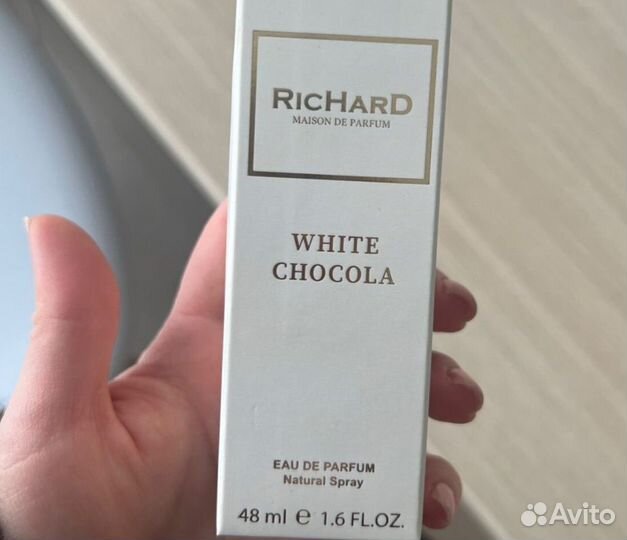 RicHarD
MAISON DE PARFUM
WHITE
CHOCOLA
EAU DE PARFUM
Natural Spray
48 ml e 1.6 FL.OZ.
Avito